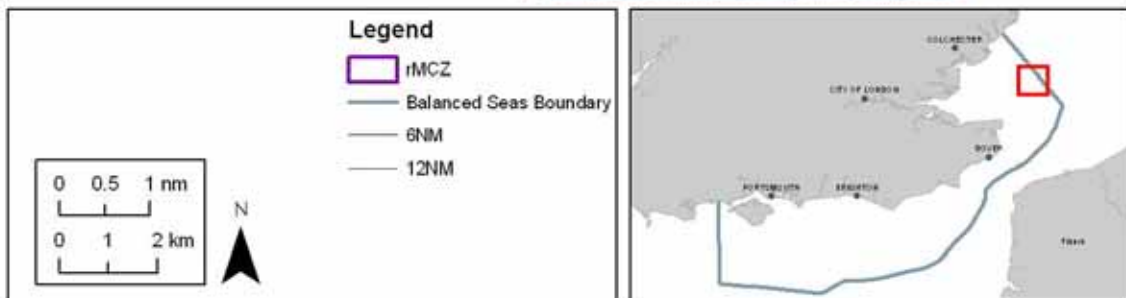 Legend
rMCZ
Balanced Seas Boundary
6NM
12NM
0 0.5 1 nm
0 1 2 km
N
COLCHESTER
CITY OF LONDON
DOVER
PORTSMOUTH BRIGHTON